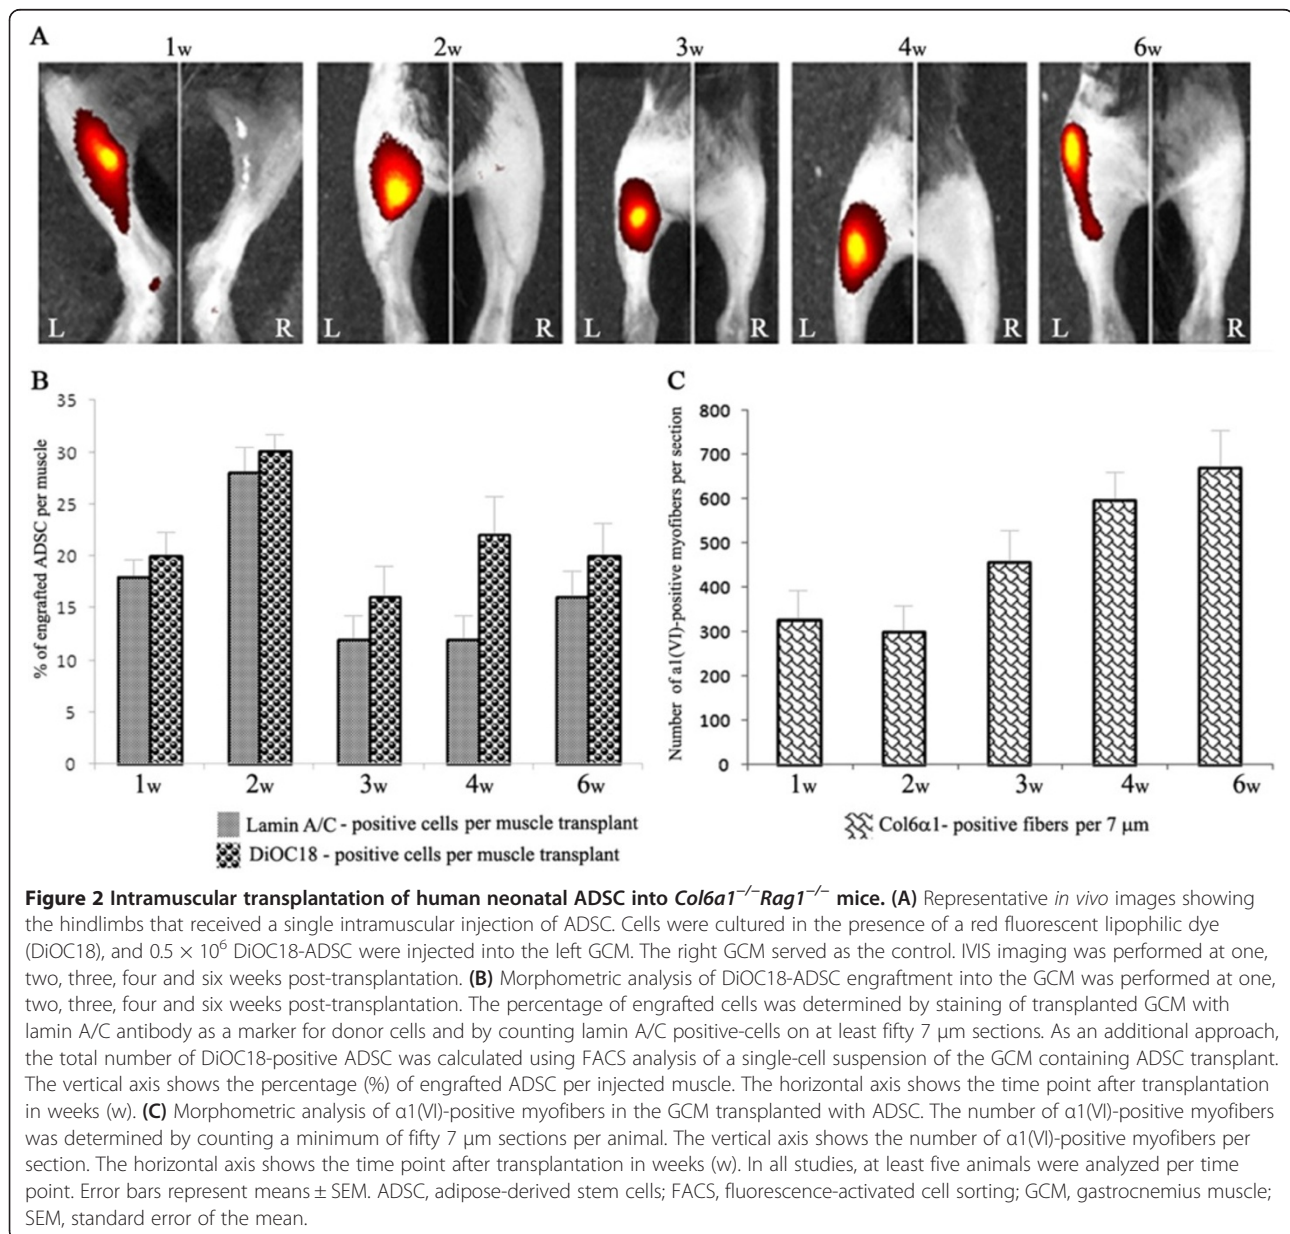 A
1w 2w 3w 4w 6w
L R L R L R L R L R
B
% of engrafted ADSC per muscle
35
30
25
20
15
10
5
0
1w 2w 3w 4w 6w
Lamin A/C - positive cells per muscle transplant
DiOC18 - positive cells per muscle transplant
C
Number of a1(VI)-positive myofibers per section
800
700
600
500
400
300
200
100
0
1w 2w 3w 4w 6w
Col6α1- positive fibers per 7 µm
Figure 2 Intramuscular transplantation of human neonatal ADSC into Col6a1−/−Rag1−/− mice. (A) Representative in vivo images showing
the hindlimbs that received a single intramuscular injection of ADSC. Cells were cultured in the presence of a red fluorescent lipophilic dye
(DiOC18), and 0.5 × 10⁶ DiOC18-ADSC were injected into the left GCM. The right GCM served as the control. IVIS imaging was performed at one,
two, three, four and six weeks post-transplantation. (B) Morphometric analysis of DiOC18-ADSC engraftment into the GCM was performed at one,
two, three, four and six weeks post-transplantation. The percentage of engrafted cells was determined by staining of transplanted GCM with
lamin A/C antibody as a marker for donor cells and by counting lamin A/C positive-cells on at least fifty 7 µm sections. As an additional approach,
the total number of DiOC18-positive ADSC was calculated using FACS analysis of a single-cell suspension of the GCM containing ADSC transplant.
The vertical axis shows the percentage (%) of engrafted ADSC per injected muscle. The horizontal axis shows the time point after transplantation
in weeks (w). (C) Morphometric analysis of α1(VI)-positive myofibers in the GCM transplanted with ADSC. The number of α1(VI)-positive myofibers
was determined by counting a minimum of fifty 7 µm sections per animal. The vertical axis shows the number of α1(VI)-positive myofibers per
section. The horizontal axis shows the time point after transplantation in weeks (w). In all studies, at least five animals were analyzed per time
point. Error bars represent means ± SEM. ADSC, adipose-derived stem cells; FACS, fluorescence-activated cell sorting; GCM, gastrocnemius muscle;
SEM, standard error of the mean.